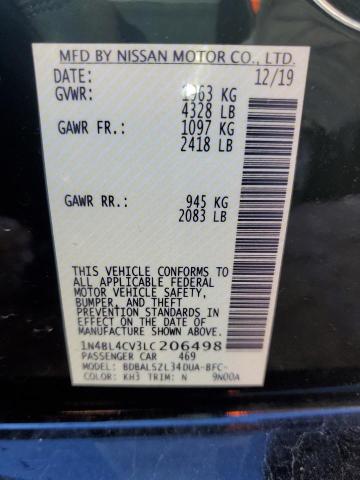 MFD BY NISSAN MOTOR CO., LTD.
DATE: 12/19
GVWR: 1963 KG
4328 LB
GAWR FR.: 1097 KG
2418 LB
GAWR RR.: 945 KG
2083 LB
THIS VEHICLE CONFORMS TO
ALL APPLICABLE FEDERAL
MOTOR VEHICLE SAFETY,
BUMPER, AND THEFT
PREVENTION STANDARDS
IN EFFECT ON THE DATE OF
MANUFACTURE SHOWN ABOVE.
1N4BL4CV3LC206498
PASSENGER CAR 469
MODEL: BDBALSZL34DUA-BFC-
COLOR: KH3 TRIM: N 9N00A